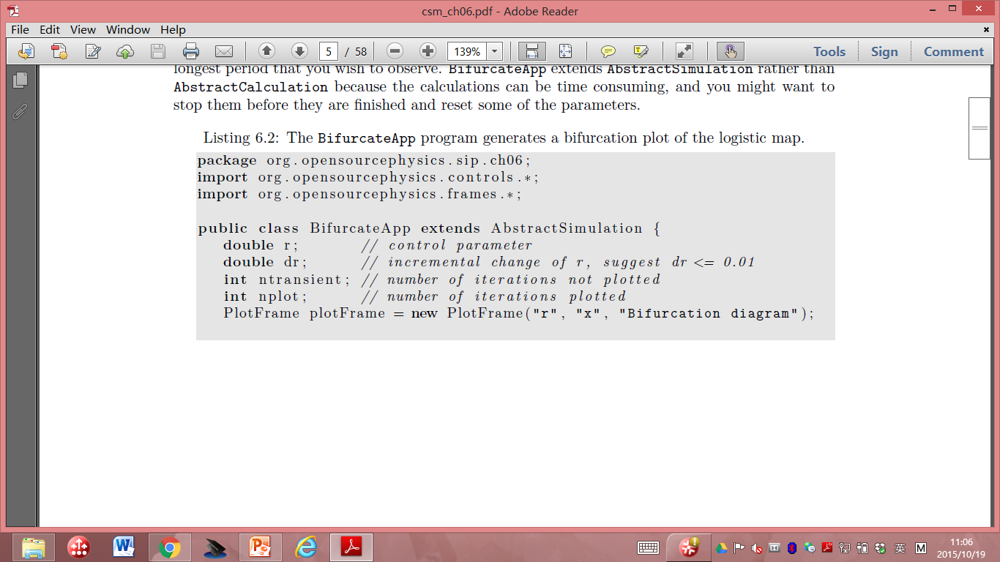 csm_ch06.pdf - Adobe Reader
File Edit View Window Help
5 / 58 139% Tools Sign Comment
longest period that you wish to observe. BifurcateApp extends AbstractSimulation rather than
AbstractCalculation because the calculations can be time consuming, and you might want to
stop them before they are finished and reset some of the parameters.
Listing 6.2: The BifurcateApp program generates a bifurcation plot of the logistic map.
package org.opensourcephysics.sip.ch06;
import org.opensourcephysics.controls.*;
import org.opensourcephysics.frames.*;
public class BifurcateApp extends AbstractSimulation {
double r; // control parameter
double dr; // incremental change of r, suggest dr <= 0.01
int ntransient; // number of iterations not plotted
int nplot; // number of iterations plotted
PlotFrame plotFrame = new PlotFrame("r", "x", "Bifurcation diagram");
英 M 11:06
2015/10/19